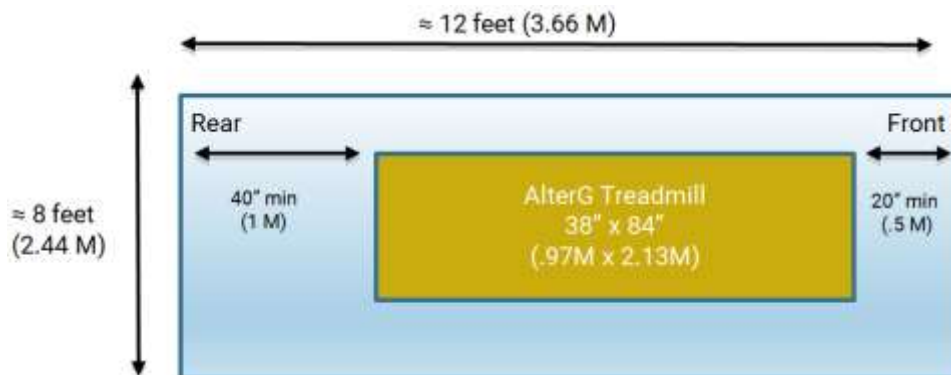 ≈ 12 feet (3.66 M)
Rear
Front
40” min
(1 M)
AlterG Treadmill
38” x 84”
(.97M x 2.13M)
20” min
(.5 M)
≈ 8 feet
(2.44 M)